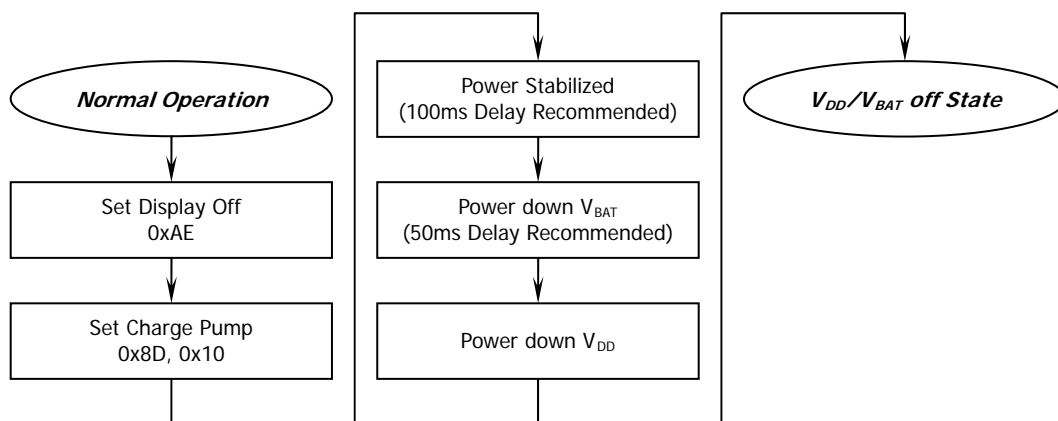 Normal Operation
Set Display Off
0xAE
Set Charge Pump
0x8D, 0x10
Power Stabilized
(100ms Delay Recommended)
Power down VBAT
(50ms Delay Recommended)
Power down VDD
VDD/VBAT off State